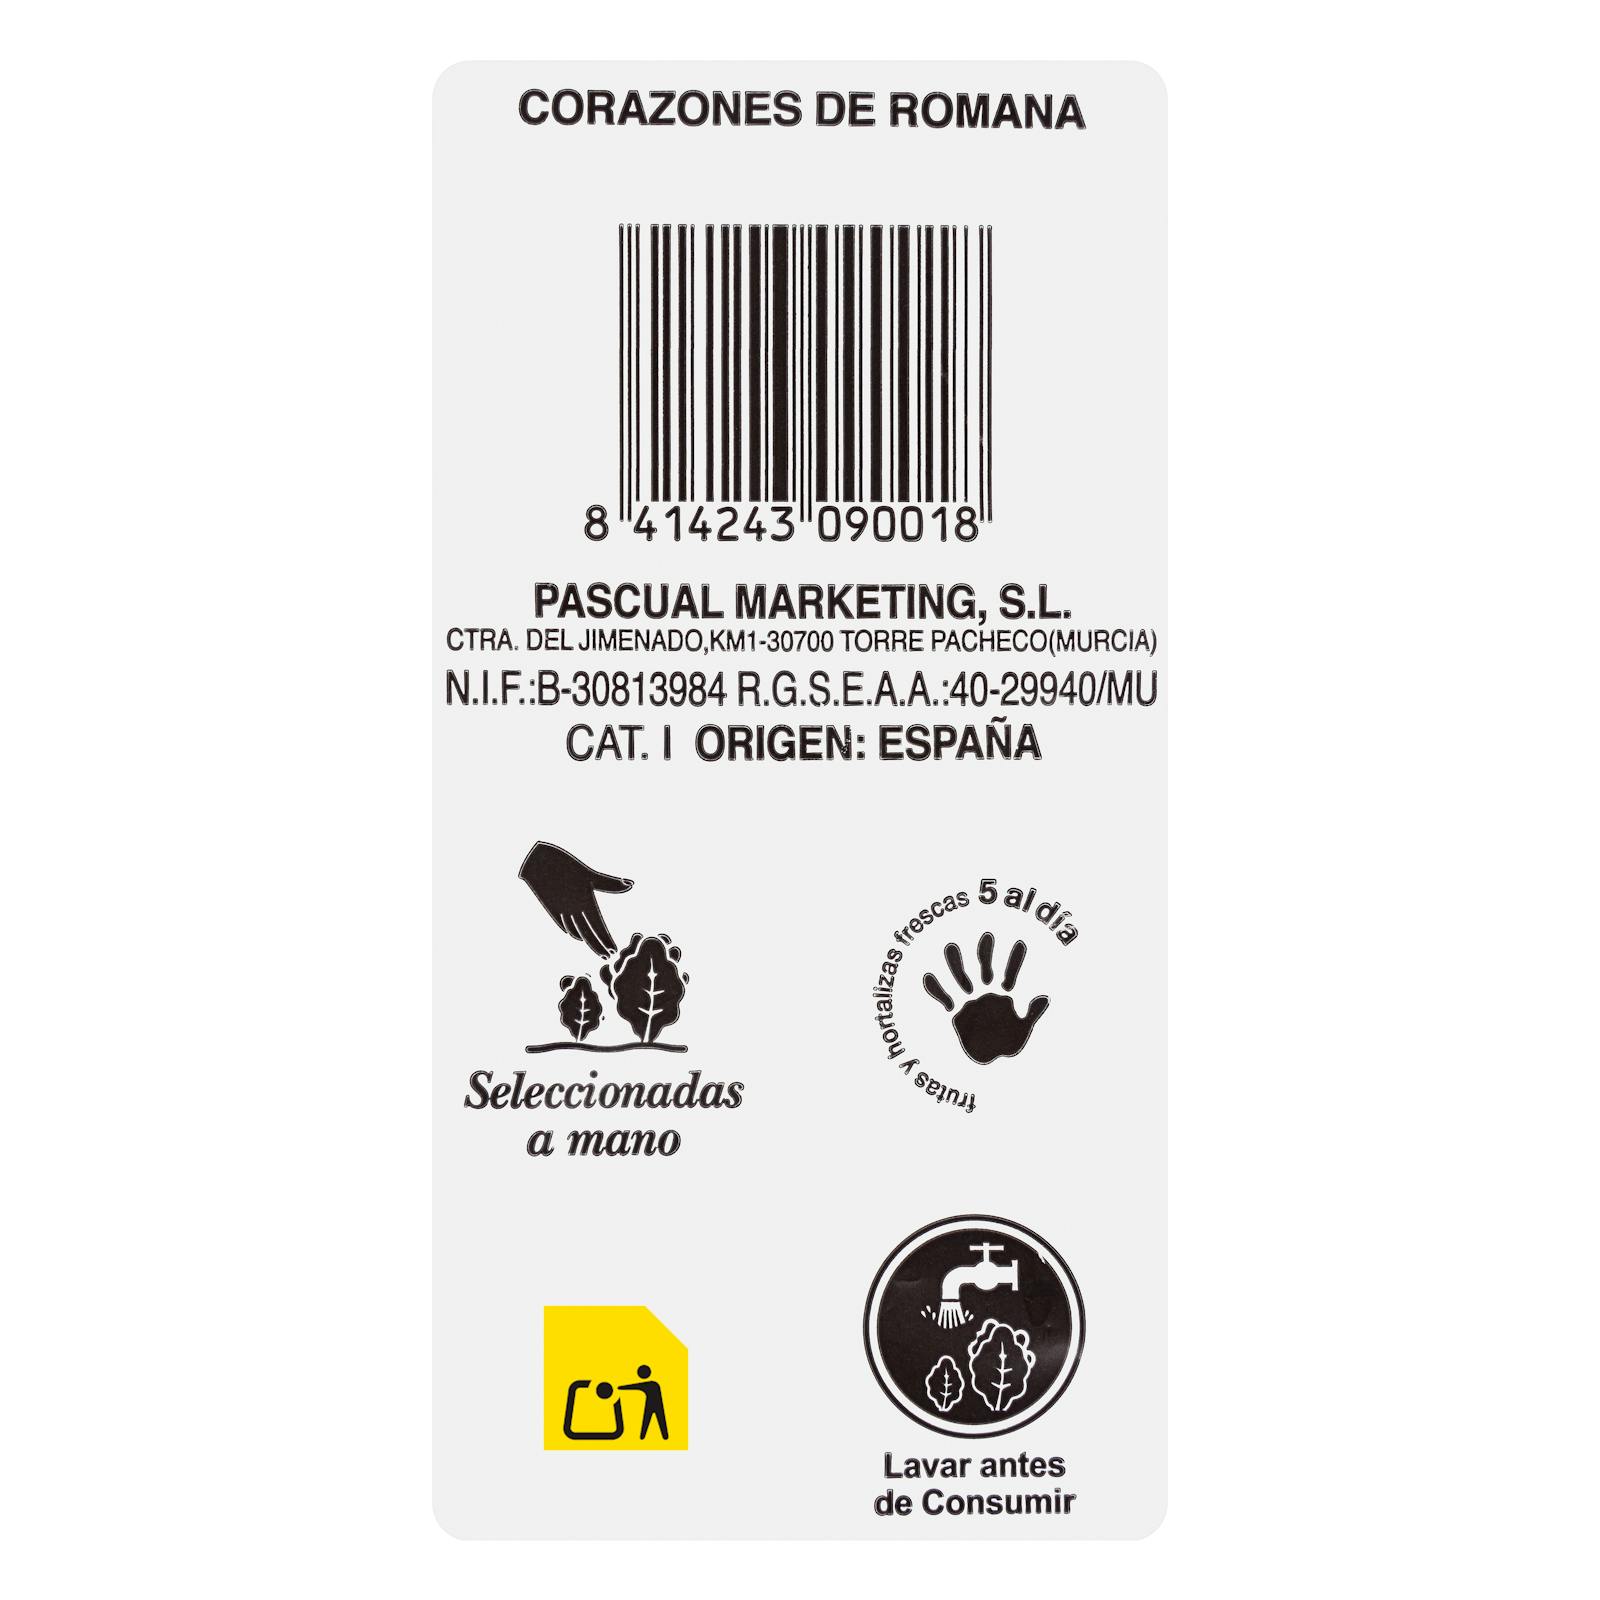 CORAZONES DE ROMANA
8 414243 090018
PASCUAL MARKETING, S.L.
CTRA. DEL JIMENADO,KM1-30700 TORRE PACHECO(MURCIA)
N.I.F.:B-30813984 R.G.S.E.A.A.:40-29940/MU
CAT. I ORIGEN: ESPAÑA
frutas y hortalizas frescas 5 al día
Seleccionadas
a mano
Lavar antes
de Consumir